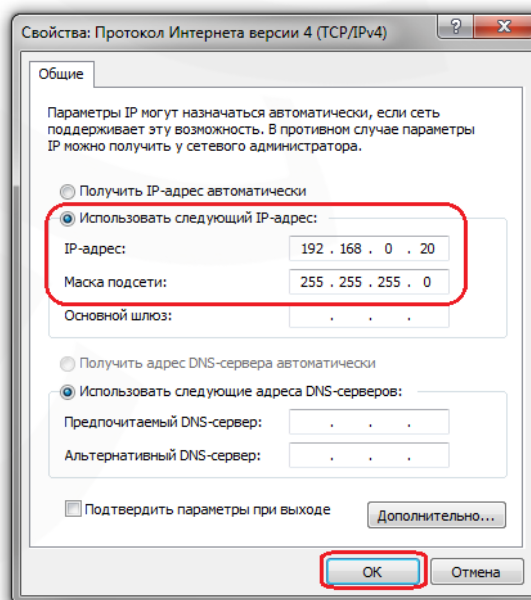 Свойства: Протокол Интернета версии 4 (TCP/IPv4)
Общие
Параметры IP могут назначаться автоматически, если сеть
поддерживает эту возможность. В противном случае параметры
IP можно получить у сетевого администратора.
Получить IP-адрес автоматически
Использовать следующий IP-адрес:
IP-адрес: 192 . 168 . 0 . 20
Маска подсети: 255 . 255 . 255 . 0
Основной шлюз: . . .
Получить адрес DNS-сервера автоматически
Использовать следующие адреса DNS-серверов:
Предпочитаемый DNS-сервер: . . .
Альтернативный DNS-сервер: . . .
Подтвердить параметры при выходе
Дополнительно...
ОК Отмена